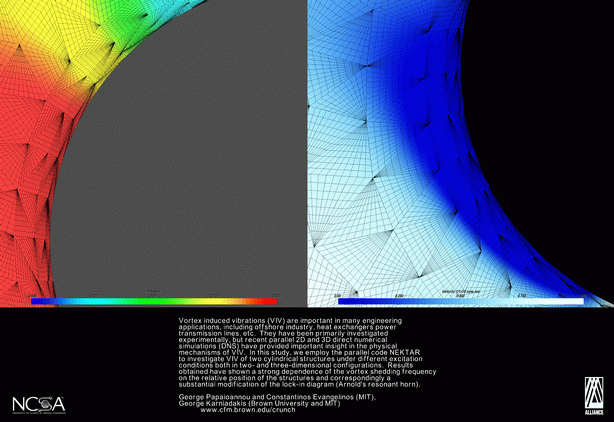 Vortex induced vibrations (VIV) are important in many engineering
applications, including offshore industry, heat exchangers power
transmission lines, etc. They have been primarily investigated
experimentally, but recent parallel 2D and 3D direct numerical
simulations (DNS) have provided important insight in the physical
mechanisms of VIV. In this study, we employ the parallel code NEKTAR
to investigate VIV of two cylindrical structures under different excitation
conditions both in two- and three-dimensional configurations. Results
obtained have shown a strong dependence of the vortex shedding frequency
on the relative position of the structures and correspondingly a
substantial modification of the lock-in diagram (Arnold's resonant horn).
George Papaioannou and Constantinos Evangelinos (MIT),
George Karniadakis (Brown University and MIT)
www.cfm.brown.edu/crunch
NCSA
ALLIANCE